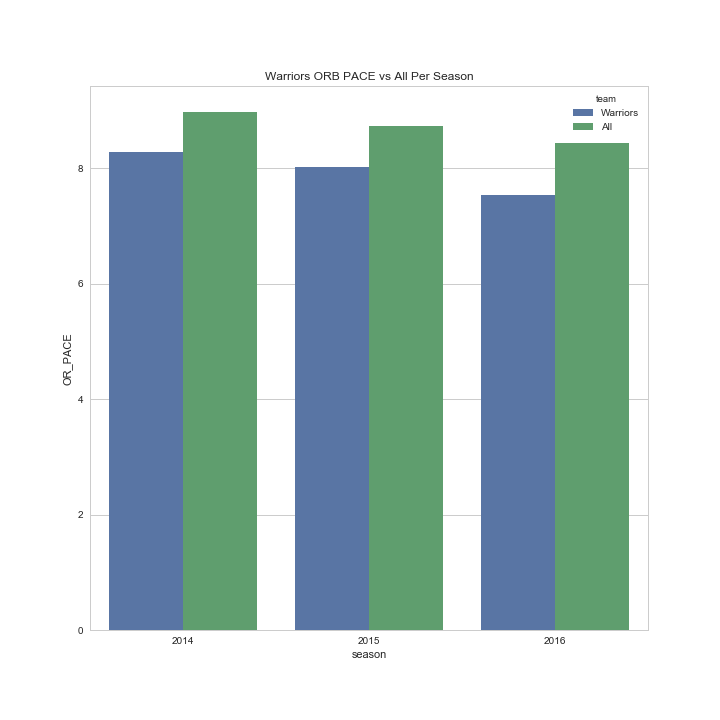 Warriors ORB PACE vs All Per Season
team
Warriors
All
8
6
4
2
0
OR_PACE
2014
2015
2016
season